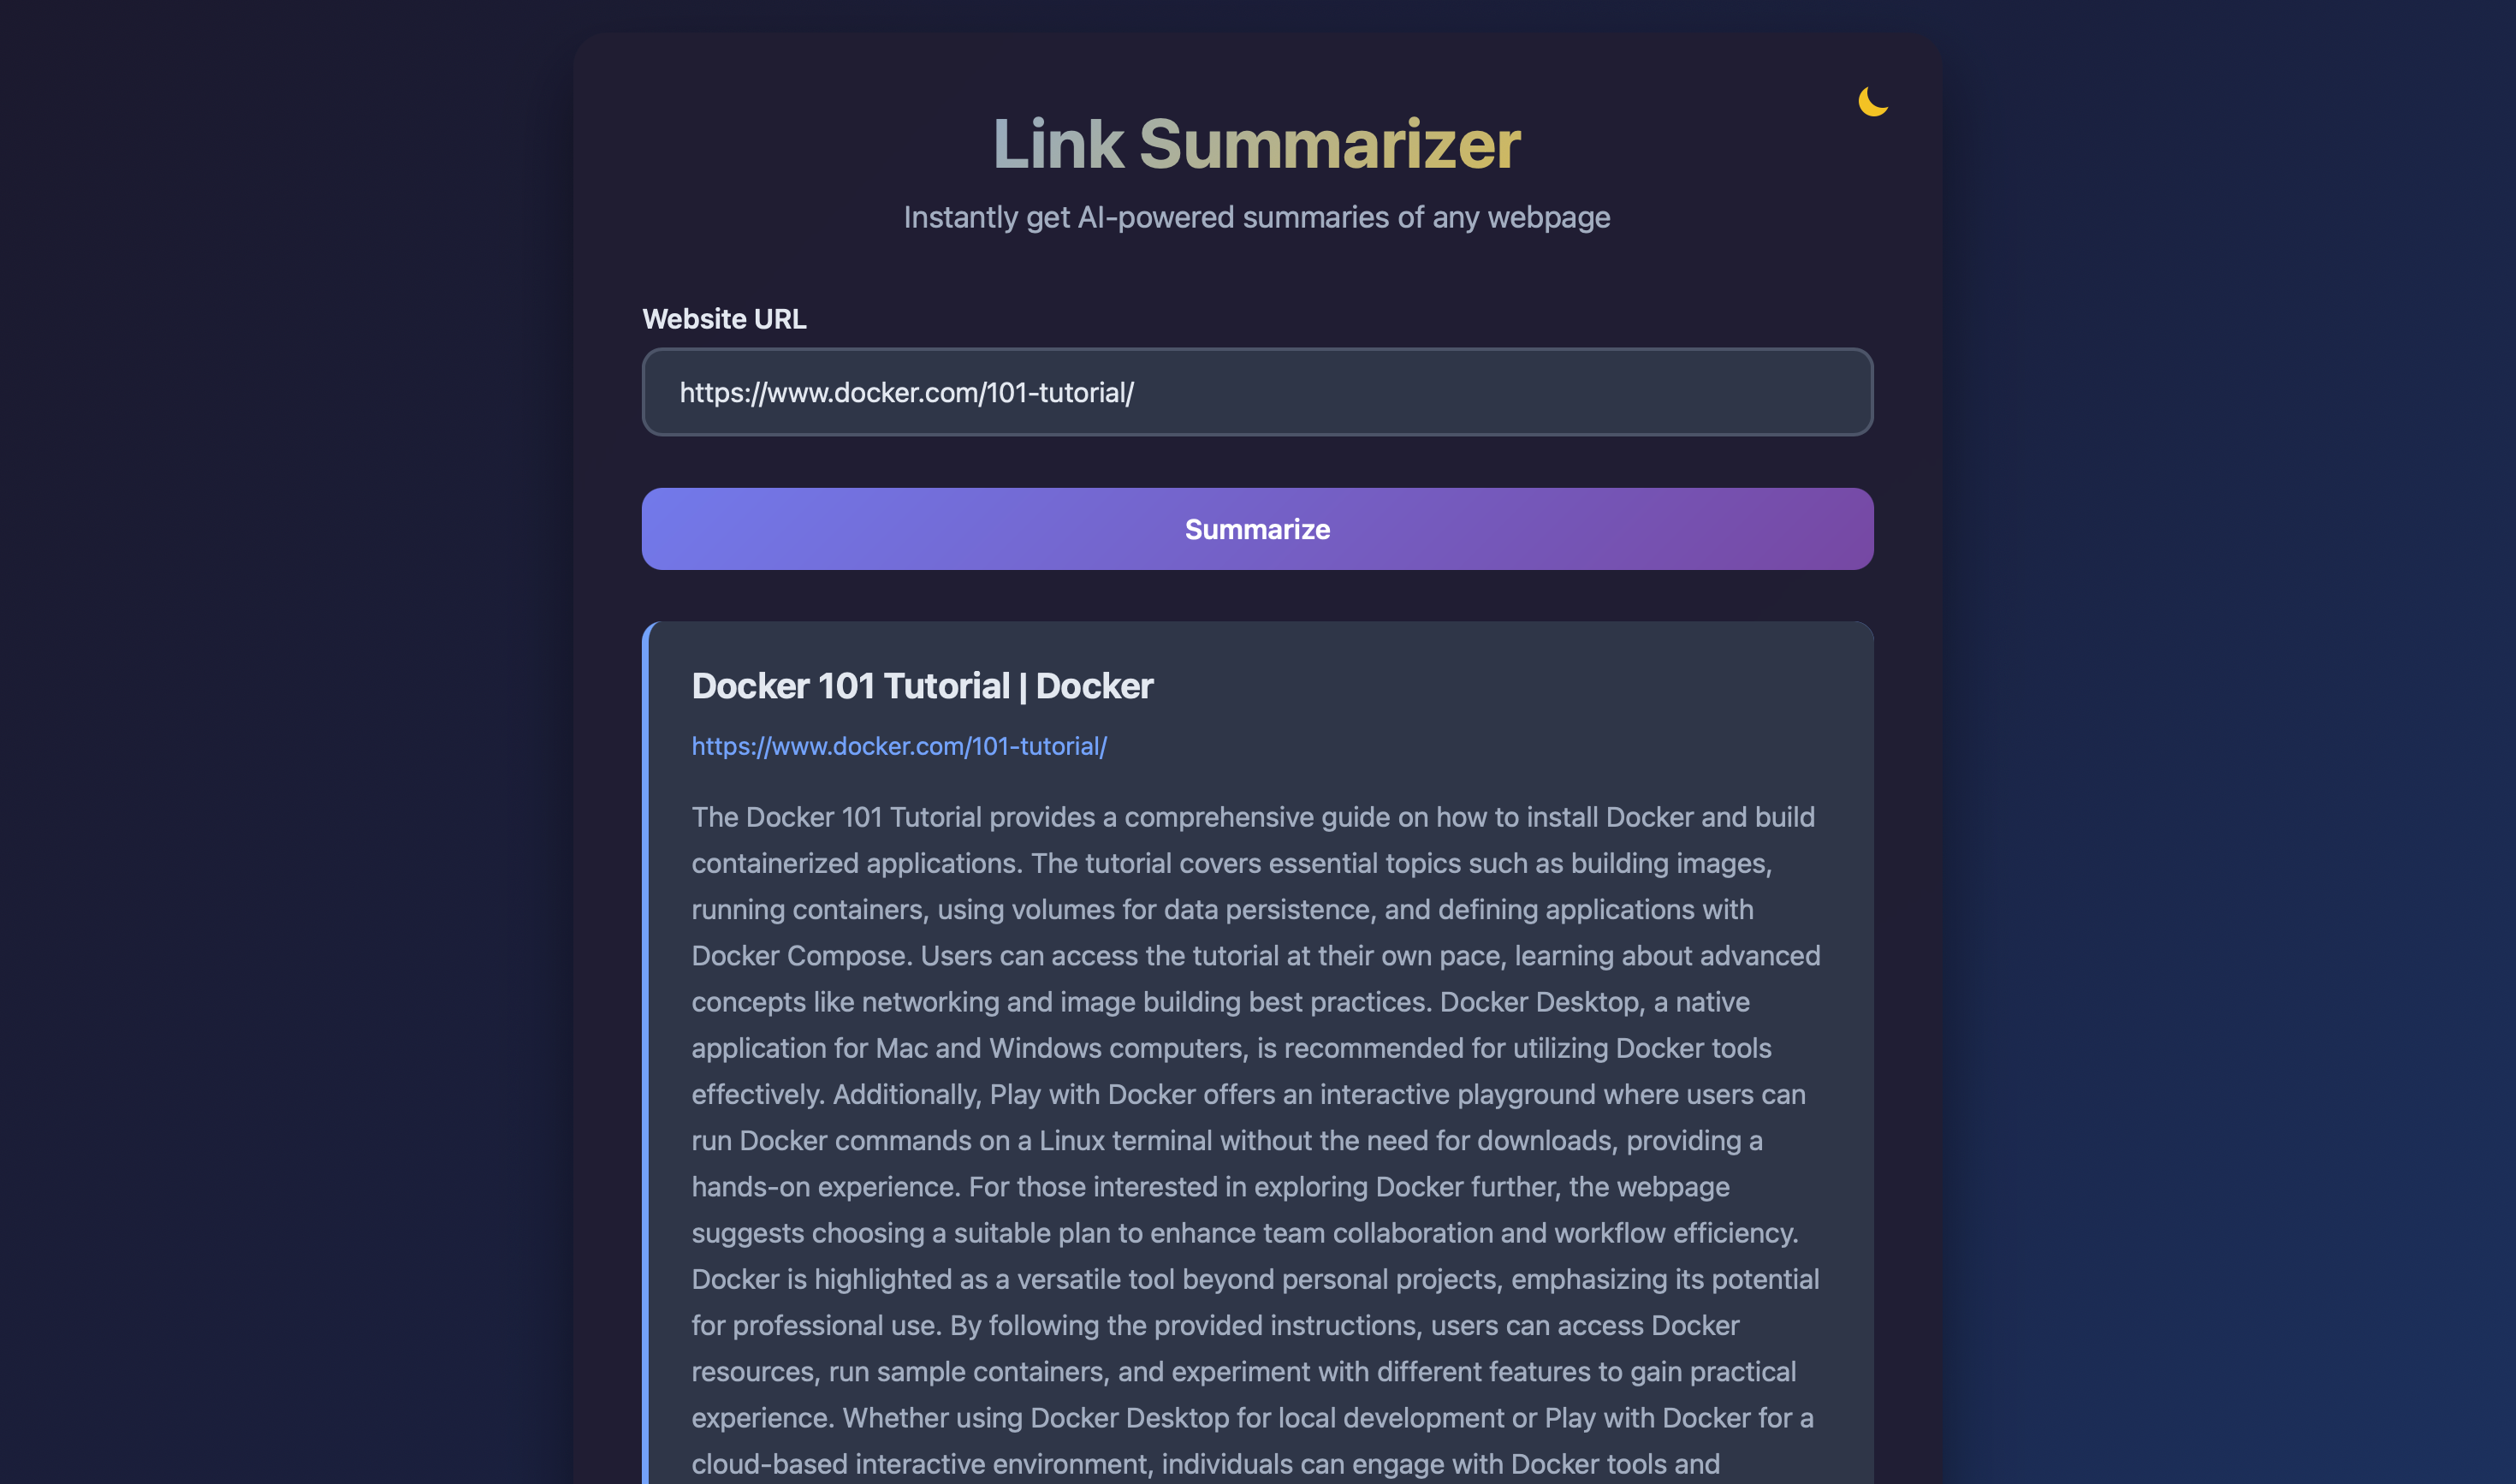 Link Summarizer
Instantly get AI-powered summaries of any webpage
Website URL
https://www.docker.com/101-tutorial/
Summarize
Docker 101 Tutorial | Docker
https://www.docker.com/101-tutorial/
The Docker 101 Tutorial provides a comprehensive guide on how to install Docker and build
containerized applications. The tutorial covers essential topics such as building images,
running containers, using volumes for data persistence, and defining applications with
Docker Compose. Users can access the tutorial at their own pace, learning about advanced
concepts like networking and image building best practices. Docker Desktop, a native
application for Mac and Windows computers, is recommended for utilizing Docker tools
effectively. Additionally, Play with Docker offers an interactive playground where users can
run Docker commands on a Linux terminal without the need for downloads, providing a
hands-on experience. For those interested in exploring Docker further, the webpage
suggests choosing a suitable plan to enhance team collaboration and workflow efficiency.
Docker is highlighted as a versatile tool beyond personal projects, emphasizing its potential
for professional use. By following the provided instructions, users can access Docker
resources, run sample containers, and experiment with different features to gain practical
experience. Whether using Docker Desktop for local development or Play with Docker for a
cloud-based interactive environment, individuals can engage with Docker tools and